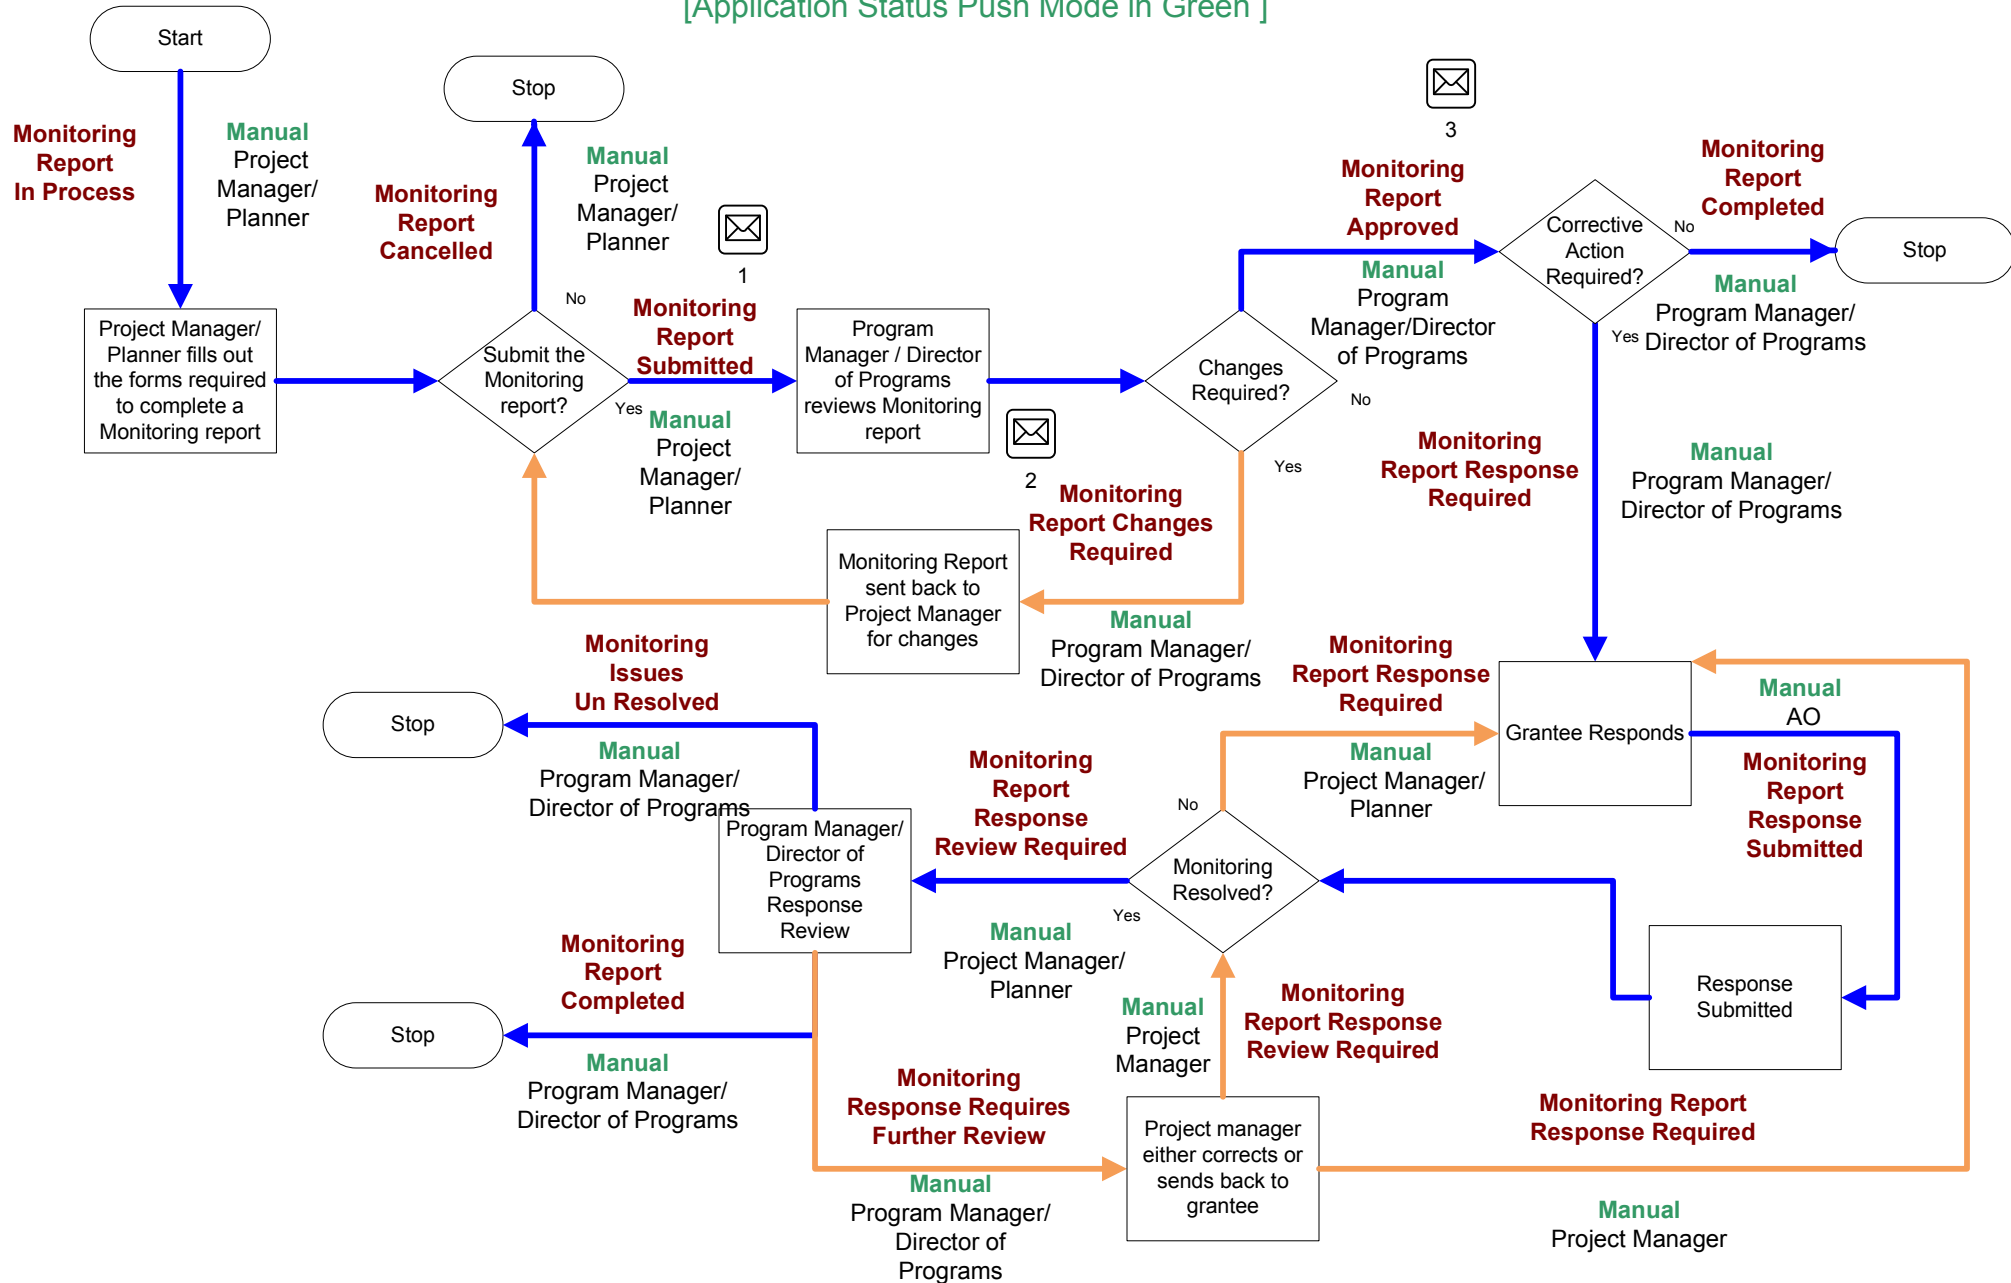 [Application Status Push Mode in Green ]
Start
Monitoring
Report
In Process
Manual
Project
Manager/
Planner
Project Manager/
Planner fills out
the forms required
to complete a
Monitoring report
Stop
Monitoring
Report
Cancelled
Manual
Project
Manager/
Planner
No
Submit the
Monitoring
report?
1
Monitoring
Report
Submitted
Yes
Manual
Project
Manager/
Planner
Program
Manager / Director
of Programs
reviews Monitoring
report
2
Changes
Required?
No
Yes
Monitoring
Report Changes
Required
Manual
Program Manager/
Director of Programs
Monitoring Report
sent back to
Project Manager
for changes
3
Monitoring
Report
Approved
Manual
Program
Manager/Director
of Programs
Corrective
Action
Required?
No
Monitoring
Report
Completed
Manual
Program Manager/
Director of Programs
Stop
Yes
Monitoring
Report Response
Required
Manual
Program Manager/
Director of Programs
Grantee Responds
Manual
AO
Monitoring
Report
Response
Submitted
Response
Submitted
Monitoring
Resolved?
No
Monitoring
Report Response
Required
Manual
Project Manager/
Planner
Yes
Monitoring
Report
Response
Review Required
Manual
Project Manager/
Planner
Program Manager/
Director of
Programs
Response
Review
Monitoring
Issues
Un Resolved
Manual
Program Manager/
Director of Programs
Stop
Monitoring
Report
Completed
Manual
Program Manager/
Director of Programs
Stop
Monitoring
Response Requires
Further Review
Manual
Program Manager/
Director of
Programs
Project manager
either corrects or
sends back to
grantee
Manual
Project
Manager
Monitoring
Report Response
Review Required
Monitoring Report
Response Required
Manual
Project Manager